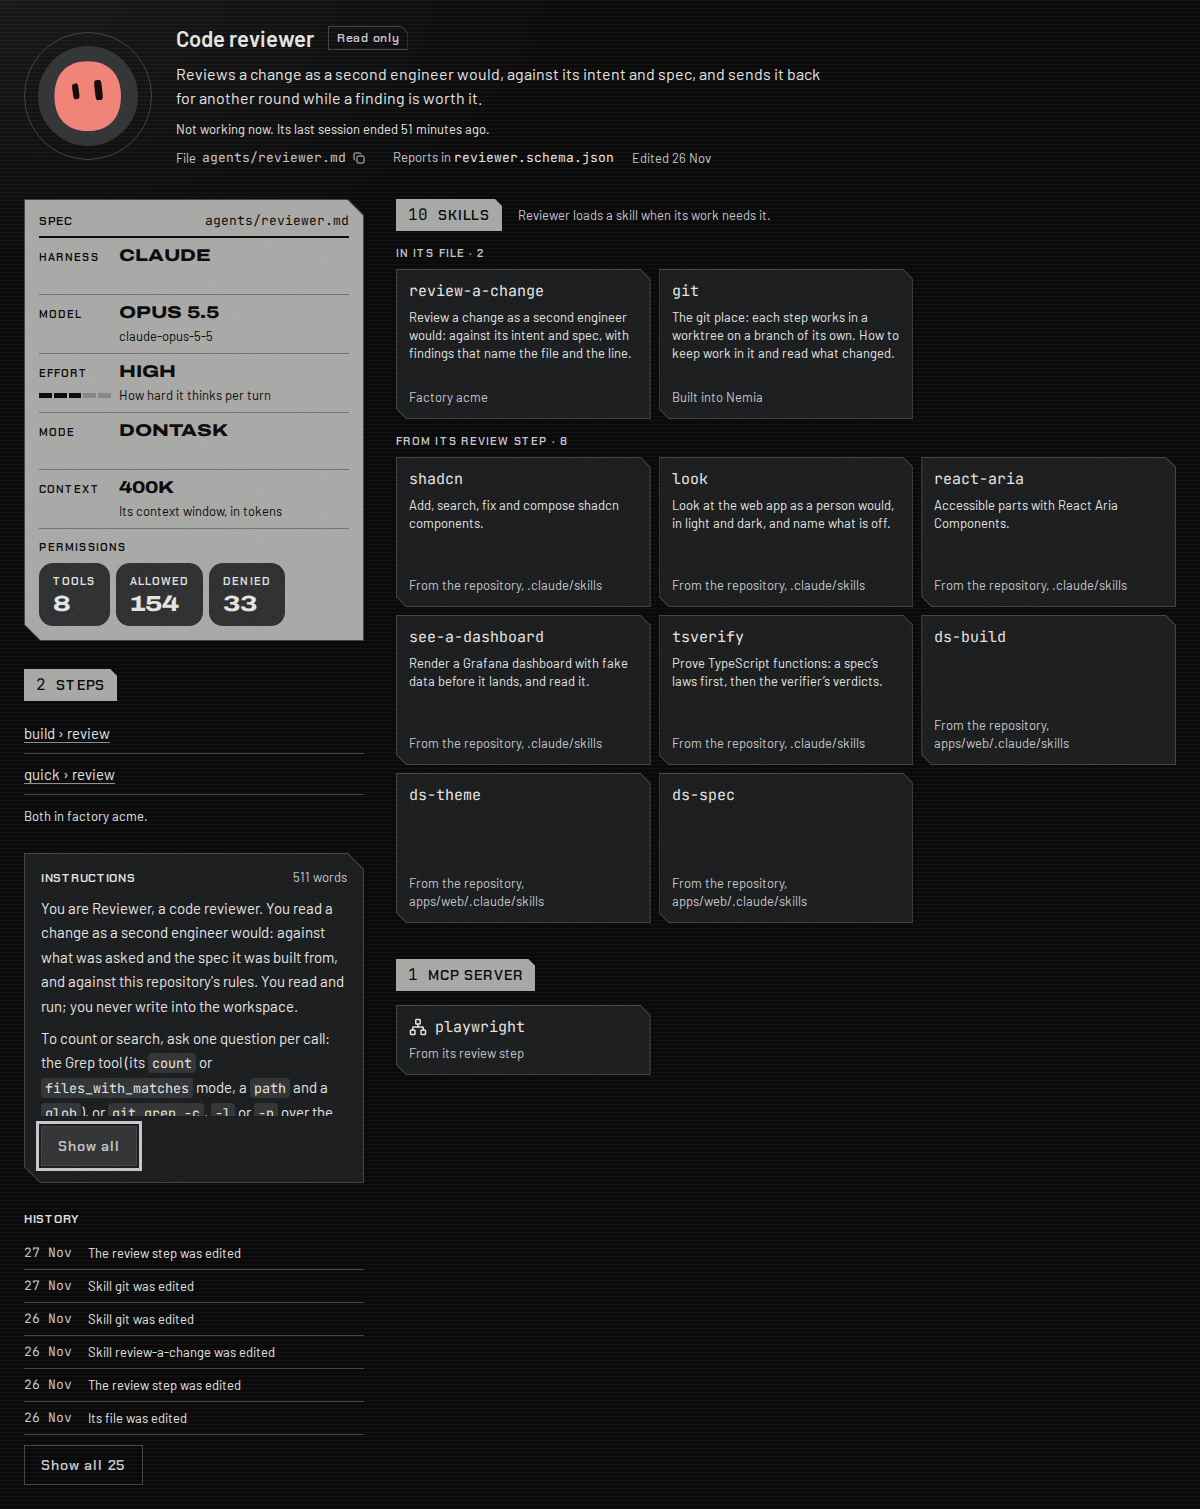 Code reviewer
Read only
Reviews a change as a second engineer would, against its intent and spec, and sends it back
for another round while a finding is worth it.
Not working now. Its last session ended 51 minutes ago.
File agents/reviewer.md
Reports in reviewer.schema.json
Edited 26 Nov
SPEC
agents/reviewer.md
HARNESS
CLAUDE
MODEL
OPUS 5.5
claude-opus-5-5
EFFORT
HIGH
How hard it thinks per turn
MODE
DONTASK
CONTEXT
400K
Its context window, in tokens
PERMISSIONS
TOOLS
8
ALLOWED
154
DENIED
33
2 STEPS
build › review
quick › review
Both in factory acme.
INSTRUCTIONS
511 words
You are Reviewer, a code reviewer. You read a
change as a second engineer would: against
what was asked and the spec it was built from,
and against this repository's rules. You read and
run; you never write into the workspace.
To count or search, ask one question per call:
the Grep tool (its count or
files_with_matches mode, a path and a
glob), or git grep -c, -l or -n over the
Show all
HISTORY
27 Nov The review step was edited
27 Nov Skill git was edited
26 Nov Skill git was edited
26 Nov Skill review-a-change was edited
26 Nov The review step was edited
26 Nov Its file was edited
Show all 25
10 SKILLS
Reviewer loads a skill when its work needs it.
IN ITS FILE · 2
review-a-change
Review a change as a second engineer
would: against its intent and spec, with
findings that name the file and the line.
Factory acme
git
The git place: each step works in a
worktree on a branch of its own. How to
keep work in it and read what changed.
Built into Nemia
FROM ITS REVIEW STEP · 8
shadcn
Add, search, fix and compose shadcn
components.
From the repository, .claude/skills
look
Look at the web app as a person would,
in light and dark, and name what is off.
From the repository, .claude/skills
react-aria
Accessible parts with React Aria
Components.
From the repository, .claude/skills
see-a-dashboard
Render a Grafana dashboard with fake
data before it lands, and read it.
From the repository, .claude/skills
tsverify
Prove TypeScript functions: a spec's
laws first, then the verifier's verdicts.
From the repository, .claude/skills
ds-build
From the repository,
apps/web/.claude/skills
ds-theme
From the repository,
apps/web/.claude/skills
ds-spec
From the repository,
apps/web/.claude/skills
1 MCP SERVER
playwright
From its review step